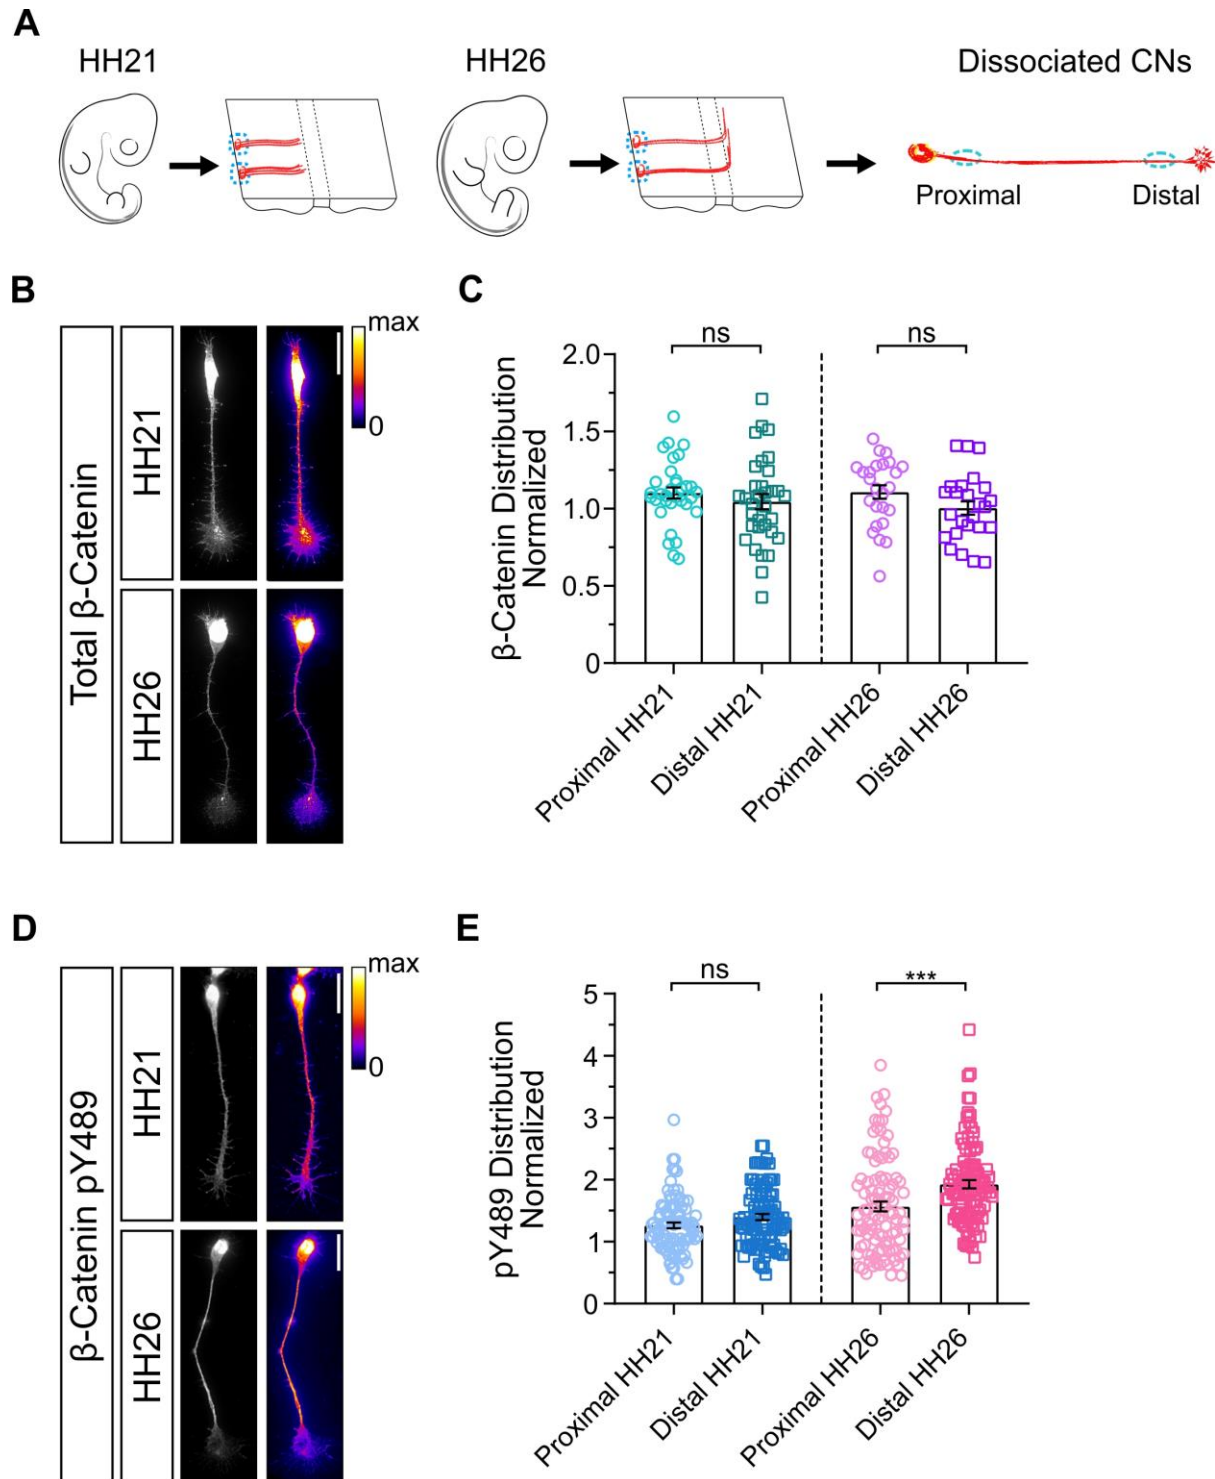 A
HH21
HH26
Dissociated CNs
Proximal
Distal
B
Total β-Catenin
HH21
HH26
max
0
C
β-Catenin Distribution
Normalized
2.0
1.5
1.0
0.5
0
ns
ns
Proximal HH21
Distal HH21
Proximal HH26
Distal HH26
D
β-Catenin pY489
HH21
HH26
max
0
E
pY489 Distribution
Normalized
5
4
3
2
1
0
ns
***
Proximal HH21
Distal HH21
Proximal HH26
Distal HH26